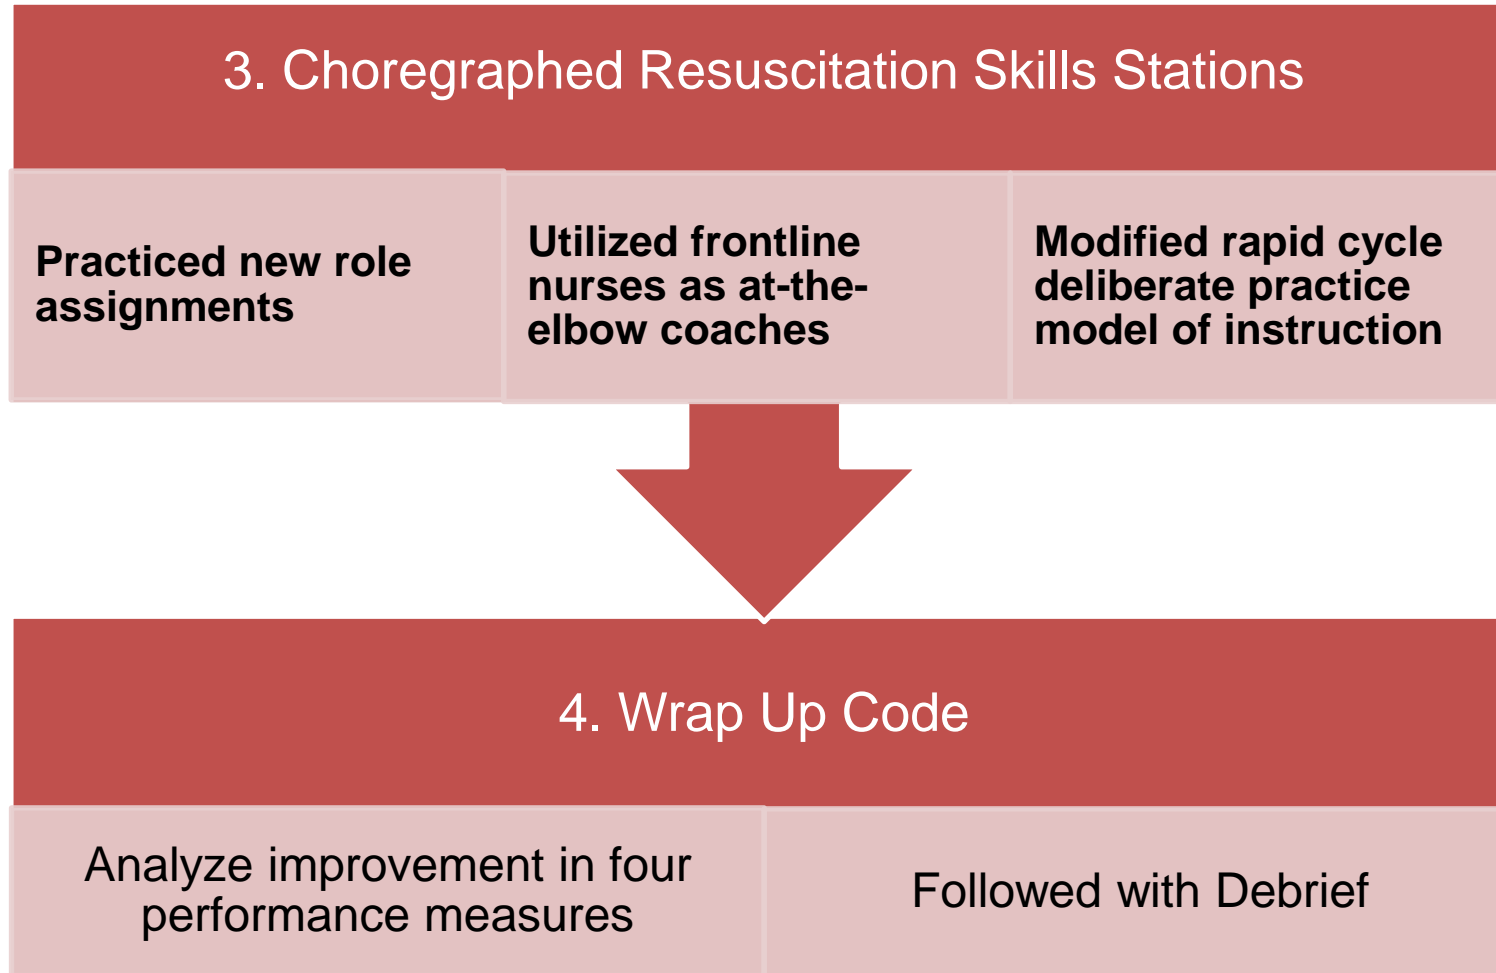 3. Choregraphed Resuscitation Skills Stations
Practiced new role
assignments
Utilized frontline
nurses as at-the-
elbow coaches
Modified rapid cycle
deliberate practice
model of instruction
4. Wrap Up Code
Analyze improvement in four
performance measures
Followed with Debrief